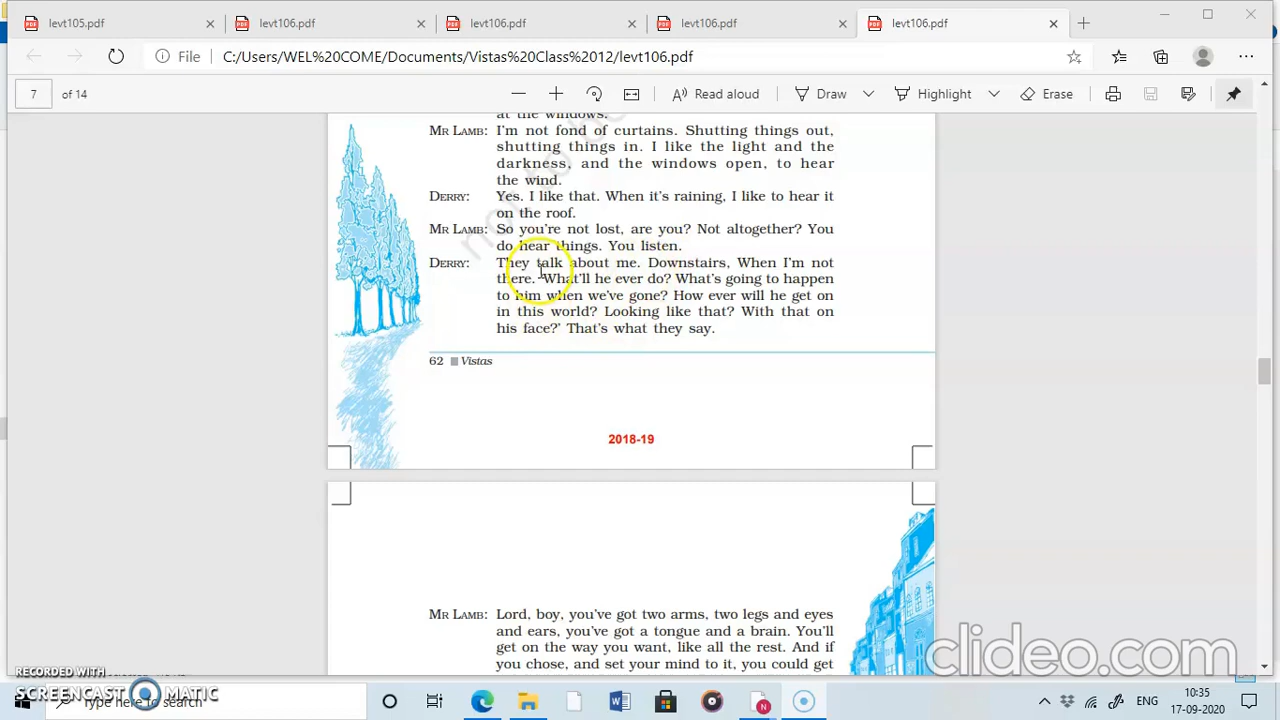 levt105.pdf
levt106.pdf
levt106.pdf
levt106.pdf
levt106.pdf
File C:/Users/WEL%20COME/Documents/Vistas%20Class%2012/levt106.pdf
7 of 14
Read aloud
Draw
Highlight
Erase
at the windows.
MR LAMB: I'm not fond of curtains. Shutting things out,
shutting things in. I like the light and the
darkness, and the windows open, to hear
the wind.
DERRY: Yes. I like that. When it's raining, I like to hear it
on the roof.
MR LAMB: So you're not lost, are you? Not altogether? You
do hear things. You listen.
DERRY: They talk about me. Downstairs, When I'm not
there. 'What'll he ever do? What's going to happen
to him when we've gone? How ever will he get on
in this world? Looking like that? With that on
his face?' That's what they say.
62 Vistas
2018-19
MR LAMB: Lord, boy, you've got two arms, two legs and eyes
and ears, you've got a tongue and a brain. You'll
get on the way you want, like all the rest. And if
you chose, and set your mind to it, you could get
not to
clideo.com
RECORDED WITH
SCREENCAST MATIC
Type here to search
ENG
10:35
17-09-2020